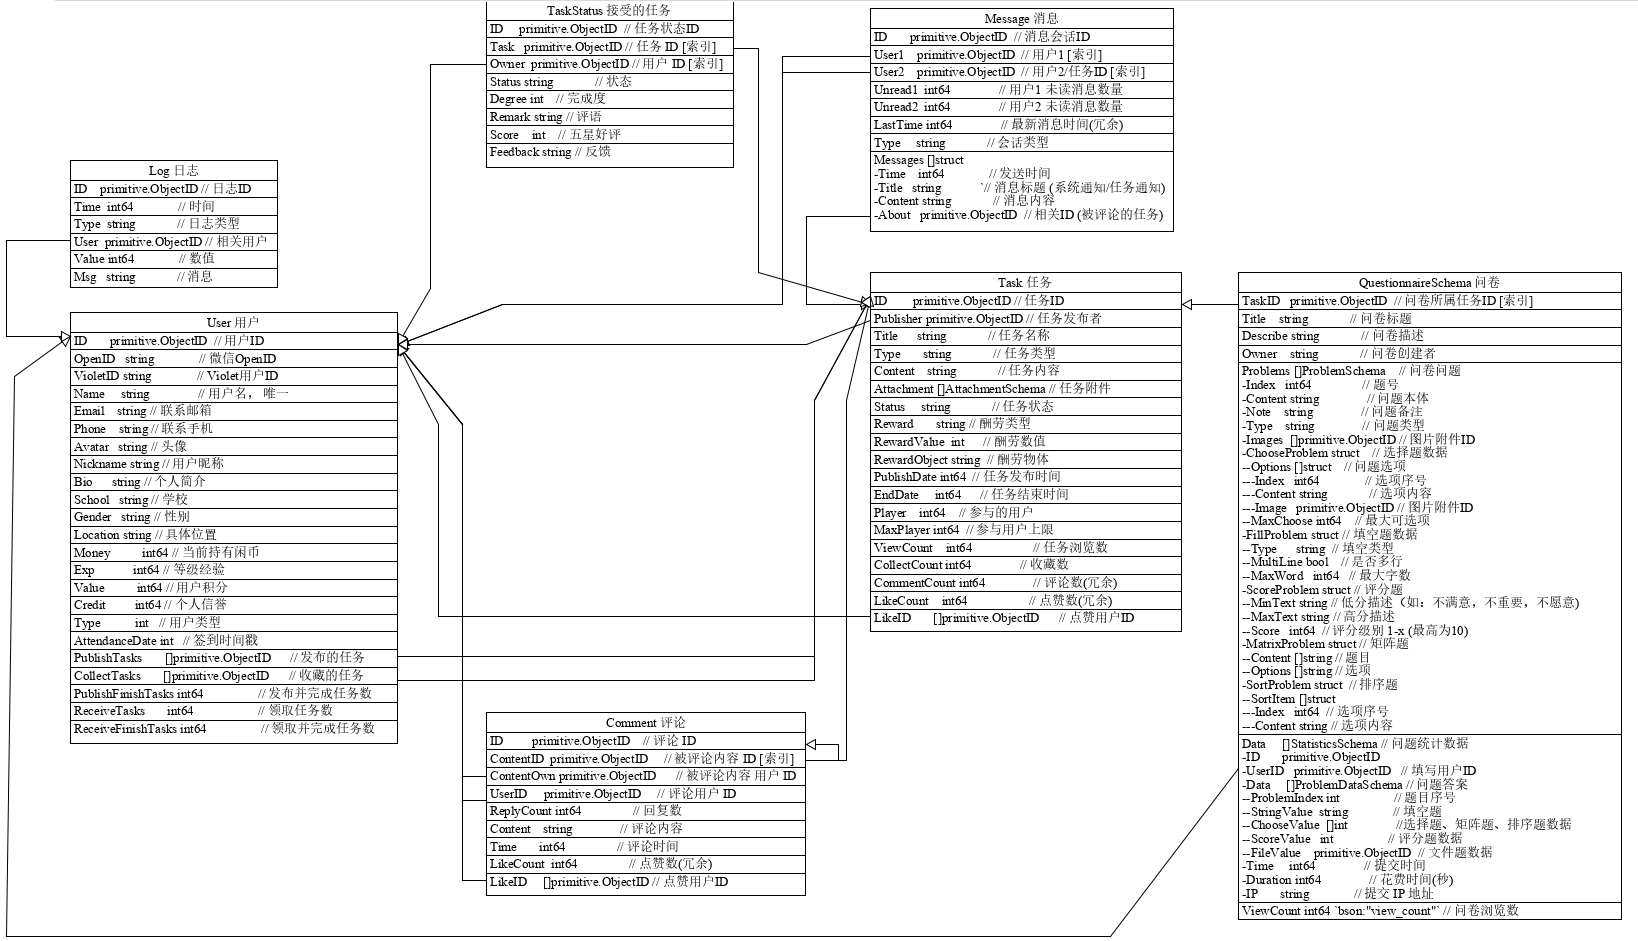 TaskStatus 接受的任务
ID primitive.ObjectID // 任务状态ID
Task primitive.ObjectID // 任务 ID [索引]
Owner primitive.ObjectID // 用户 ID [索引]
Status string // 状态
Degree int // 完成度
Remark string // 评语
Score int // 五星好评
Feedback string // 反馈
Message 消息
ID primitive.ObjectID // 消息会话ID
User1 primitive.ObjectID // 用户1 [索引]
User2 primitive.ObjectID // 用户2/任务ID [索引]
Unread1 int64 // 用户1 未读消息数量
Unread2 int64 // 用户2 未读消息数量
LastTime int64 // 最新消息时间(冗余)
Type string // 会话类型
Messages []struct
-Time int64 // 发送时间
-Title string `// 消息标题 (系统通知/任务通知)
-Content string // 消息内容
-About primitive.ObjectID // 相关ID (被评论的任务)
Log 日志
ID primitive.ObjectID // 日志ID
Time int64 // 时间
Type string // 日志类型
User primitive.ObjectID // 相关用户
Value int64 // 数值
Msg string // 消息
User 用户
ID primitive.ObjectID // 用户ID
OpenID string // 微信OpenID
VioletID string // Violet用户ID
Name string // 用户名， 唯一
Email string // 联系邮箱
Phone string // 联系手机
Avatar string // 头像
Nickname string // 用户昵称
Bio string // 个人简介
School string // 学校
Gender string // 性别
Location string // 具体位置
Money int64 // 当前持有闲币
Exp int64 // 等级经验
Value int64 // 用户积分
Credit int64 // 个人信誉
Type int // 用户类型
AttendanceDate int // 签到时间戳
PublishTasks []primitive.ObjectID // 发布的任务
CollectTasks []primitive.ObjectID // 收藏的任务
PublishFinishTasks int64 // 发布并完成任务数
ReceiveTasks int64 // 领取任务数
ReceiveFinishTasks int64 // 领取并完成任务数
Task 任务
ID primitive.ObjectID // 任务ID
Publisher primitive.ObjectID // 任务发布者
Title string // 任务名称
Type string // 任务类型
Content string // 任务内容
Attachment []AttachmentSchema // 任务附件
Status string // 任务状态
Reward string // 酬劳类型
RewardValue int // 酬劳数值
RewardObject string // 酬劳物体
PublishDate int64 // 任务发布时间
EndDate int64 // 任务结束时间
Player int64 // 参与的用户
MaxPlayer int64 // 参与用户上限
ViewCount int64 // 任务浏览数
CollectCount int64 // 收藏数
CommentCount int64 // 评论数(冗余)
LikeCount int64 // 点赞数(冗余)
LikeID []primitive.ObjectID // 点赞用户ID
Comment 评论
ID primitive.ObjectID // 评论 ID
ContentID primitive.ObjectID // 被评论内容 ID [索引]
ContentOwn primitive.ObjectID // 被评论内容 用户 ID
UserID primitive.ObjectID // 评论用户 ID
ReplyCount int64 // 回复数
Content string // 评论内容
Time int64 // 评论时间
LikeCount int64 // 点赞数(冗余)
LikeID []primitive.ObjectID // 点赞用户ID
QuestionnaireSchema 问卷
TaskID primitive.ObjectID // 问卷所属任务ID [索引]
Title string // 问卷标题
Describe string // 问卷描述
Owner string // 问卷创建者
Problems []ProblemSchema // 问卷问题
-Index int64 // 题号
-Content string // 问题本体
-Note string // 问题备注
-Type string // 问题类型
-Images []primitive.ObjectID // 图片附件ID
-ChooseProblem struct // 选择题数据
--Options []struct // 问题选项
---Index int64 // 选项序号
---Content string // 选项内容
---Image primitive.ObjectID // 图片附件ID
--MaxChoose int64 // 最大可选项
-FillProblem struct // 填空题数据
--Type string // 填空类型
--MultiLine bool // 是否多行
--MaxWord int64 // 最大字数
-ScoreProblem struct // 评分题
--MinText string // 低分描述（如：不满意，不重要，不愿意)
--MaxText string // 高分描述
--Score int64 // 评分级别 1-x (最高为10)
-MatrixProblem struct // 矩阵题
--Content []string // 题目
--Options []string // 选项
-SortProblem struct // 排序题
--SortItem []struct
---Index int64 // 选项序号
---Content string // 选项内容
Data []StatisticsSchema // 问题统计数据
-ID primitive.ObjectID
-UserID primitive.ObjectID // 填写用户ID
-Data []ProblemDataSchema // 问题答案
--ProblemIndex int // 题目序号
--StringValue string // 填空题
--ChooseValue []int //选择题、矩阵题、排序题数据
--ScoreValue int // 评分题数据
--FileValue primitive.ObjectID // 文件题数据
-Time int64 // 提交时间
-Duration int64 // 花费时间(秒)
-IP string // 提交 IP 地址
ViewCount int64 `bson:"view_count"` // 问卷浏览数